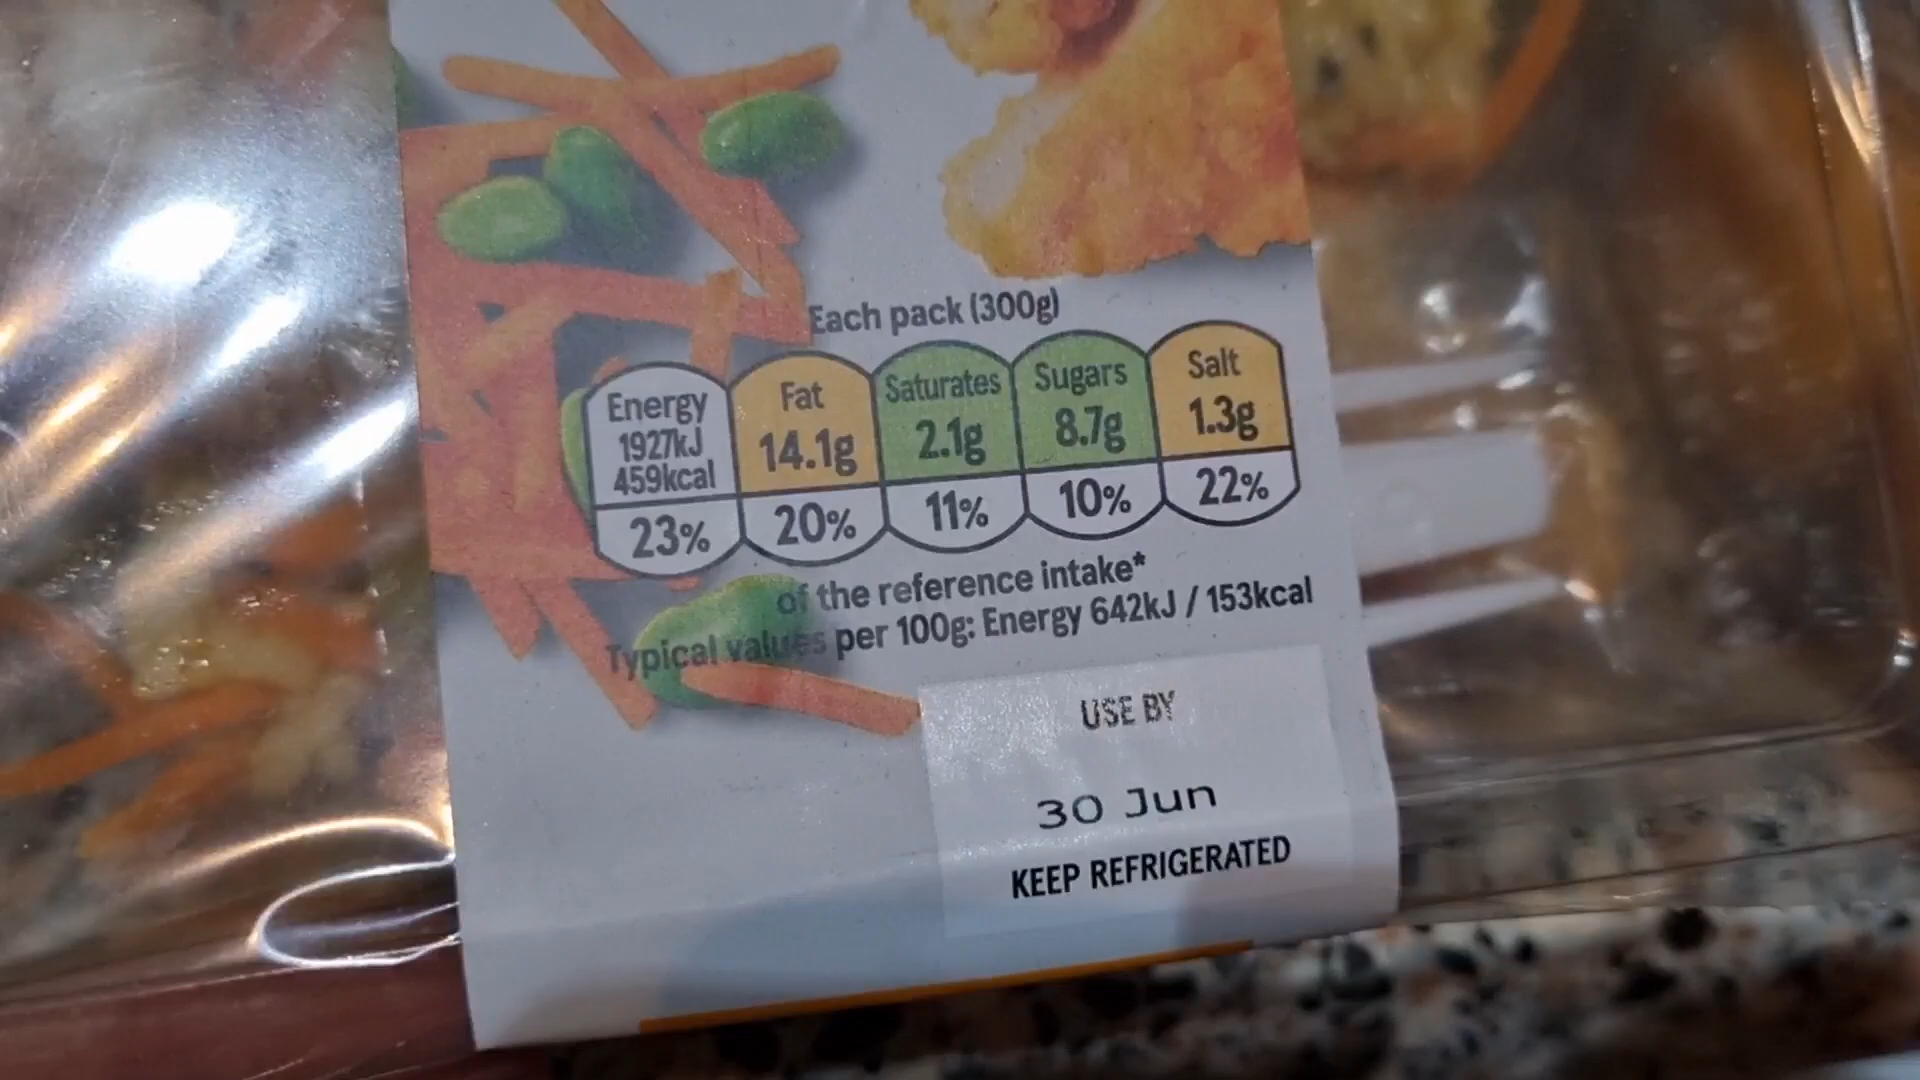 Each pack (300g)
Energy
1927kJ
459kcal
23%
Fat
14.1g
20%
Saturates
2.1g
11%
Sugars
8.7g
10%
Salt
1.3g
22%
of the reference intake*
Typical values per 100g: Energy 642kJ / 153kcal
USE BY
30 Jun
KEEP REFRIGERATED